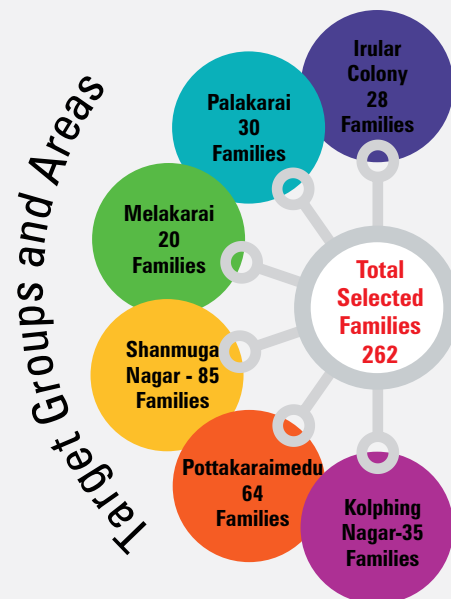 Target Groups and Areas
Irular
Colony
28
Families
Palakarai
30
Families
Melakarai
20
Families
Shanmuga
Nagar - 85
Families
Pottakaraimedu
64
Families
Kolphing
Nagar-35
Families
Total
Selected
Families
262